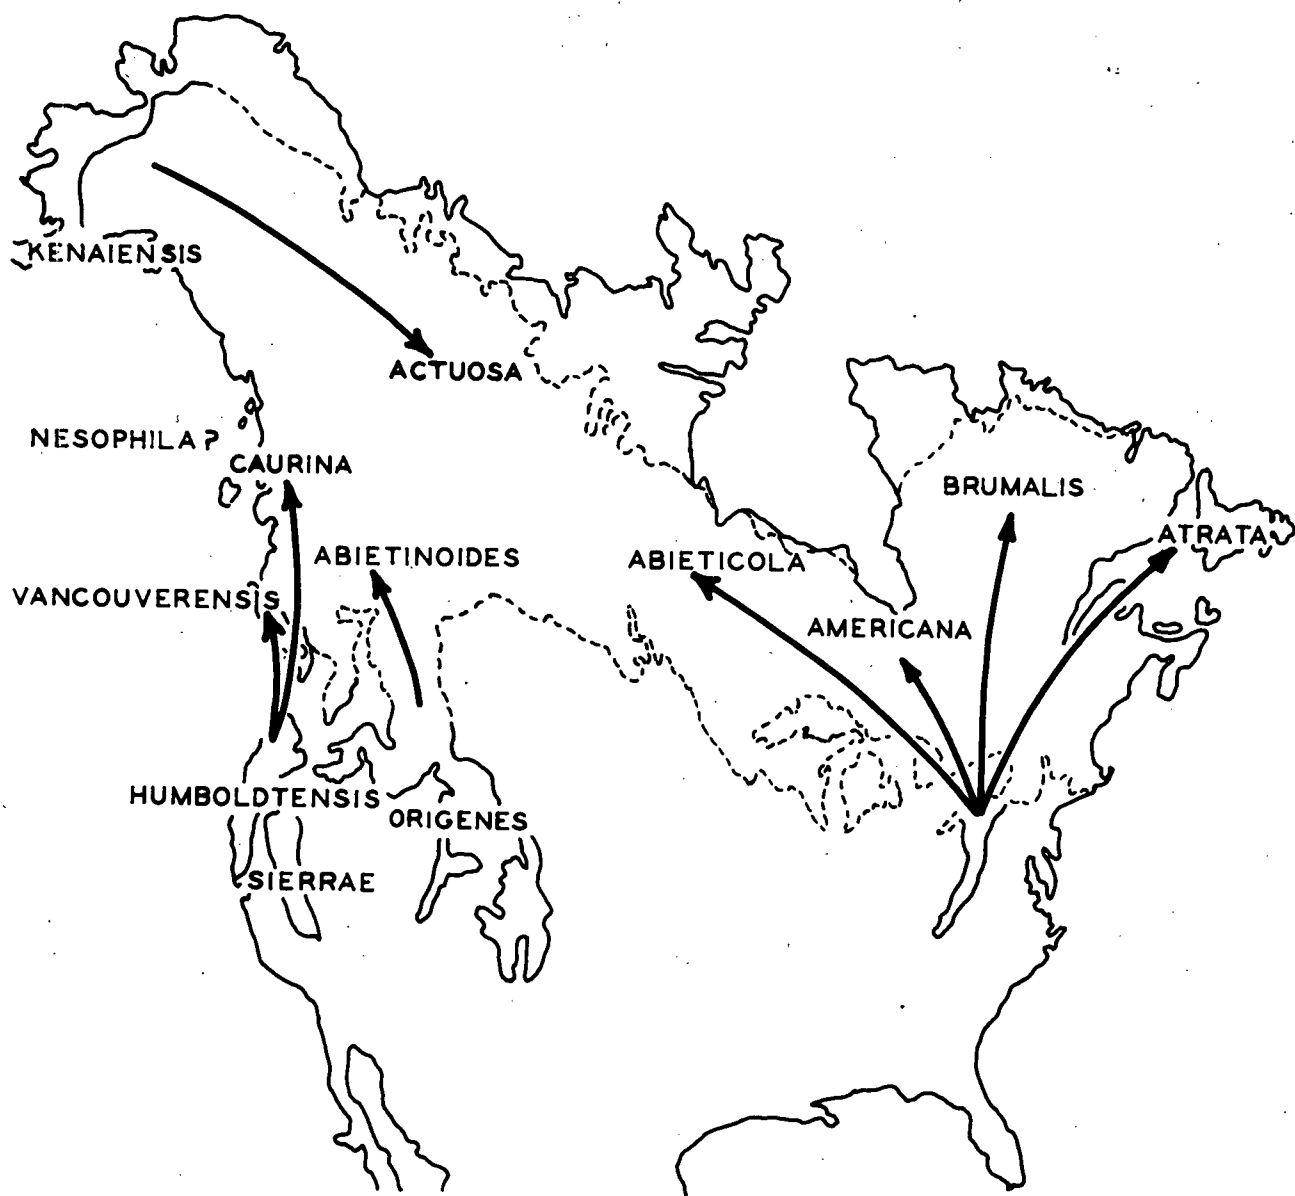 KENAIENSIS
ACTUOSA
NESOPHILA?
CAURINA
BRUMALIS
ATRATA
ABIETINOIDES
ABIETICOLA
VANCOUVERENSIS
AMERICANA
HUMBOLDTENSIS
ORIGENES
SIERRAE